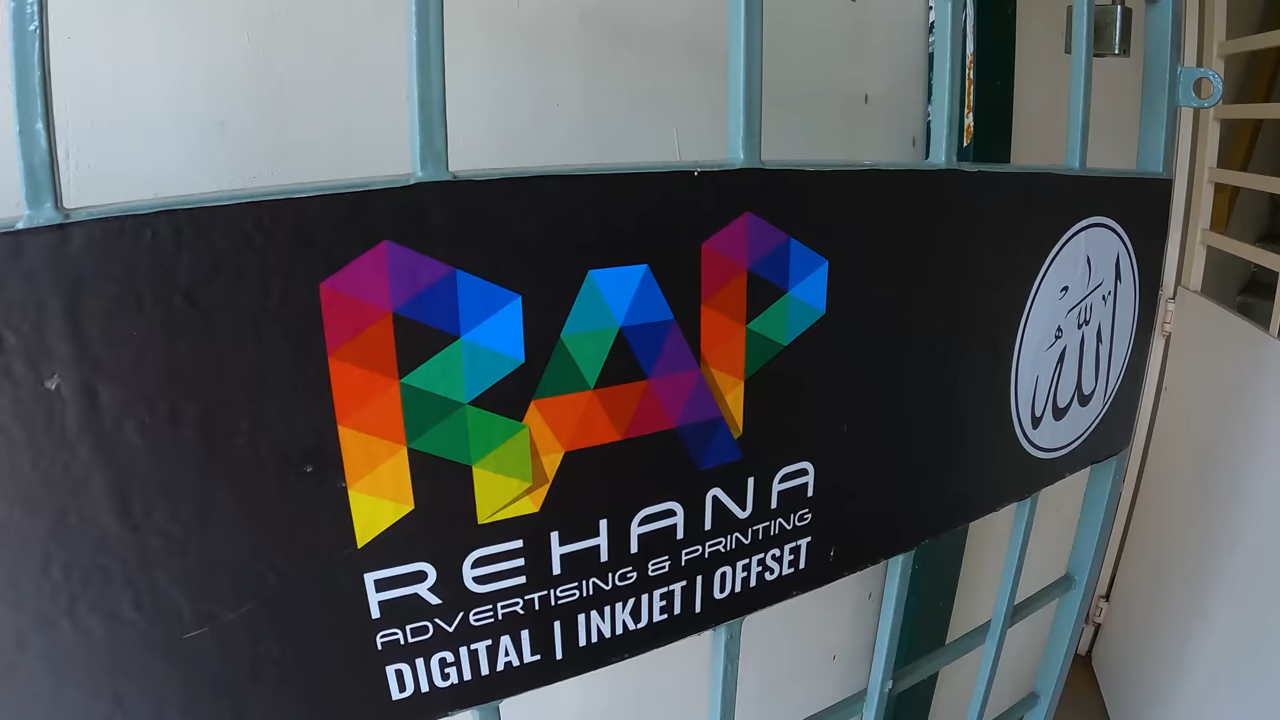 RAP
REHANA
ADVERTISING & PRINTING
DIGITAL | INKJET | OFFSET
الله